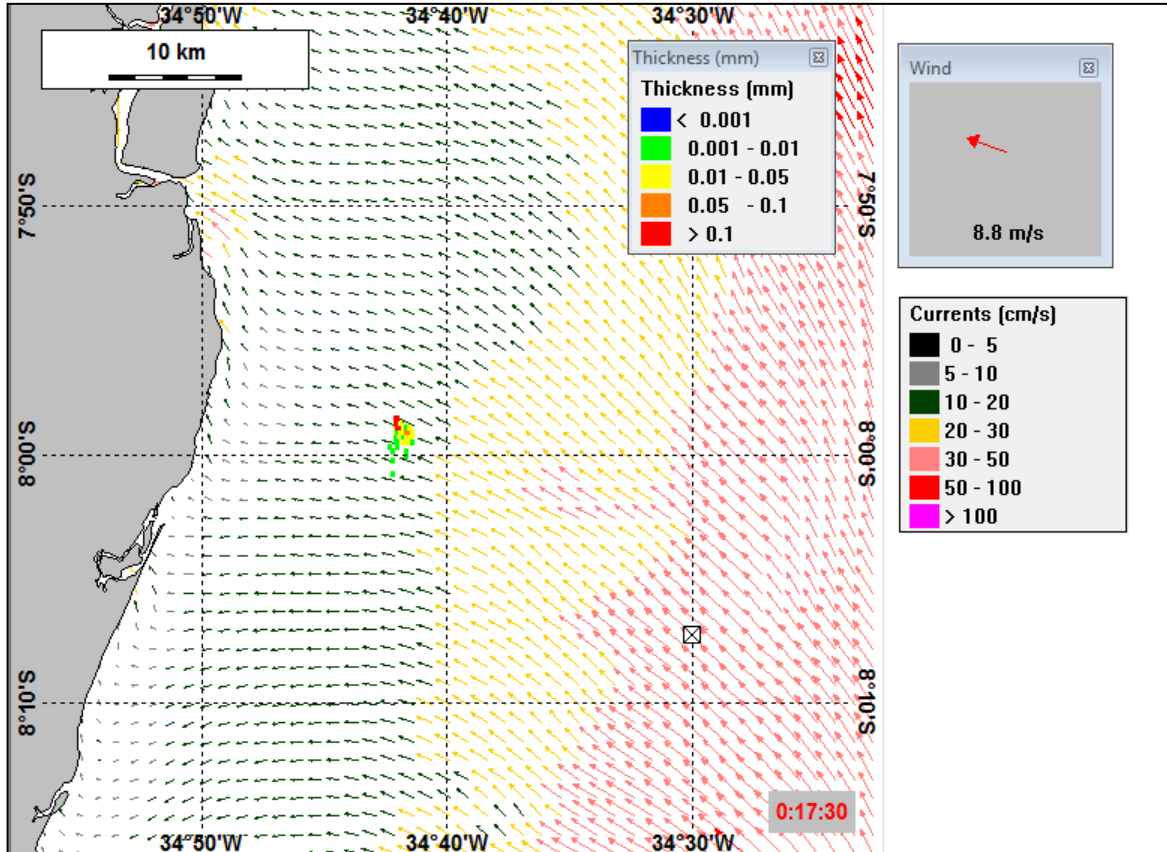 34°50'W
34°40'W
34°30'W
10 km
Thickness (mm)
Thickness (mm)
< 0.001
0.001 - 0.01
0.01 - 0.05
0.05 - 0.1
> 0.1
Wind
8.8 m/s
7°50'S
7°50'S
Currents (cm/s)
0 - 5
5 - 10
10 - 20
20 - 30
30 - 50
50 - 100
> 100
8°00'S
8°00'S
8°10'S
8°10'S
0:17:30
34°50'W
34°40'W
34°30'W